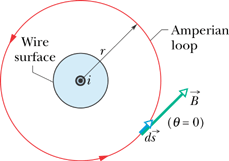 Amperian
loop
Wire
surface
r
i
B⃗
(θ = 0)
ds⃗